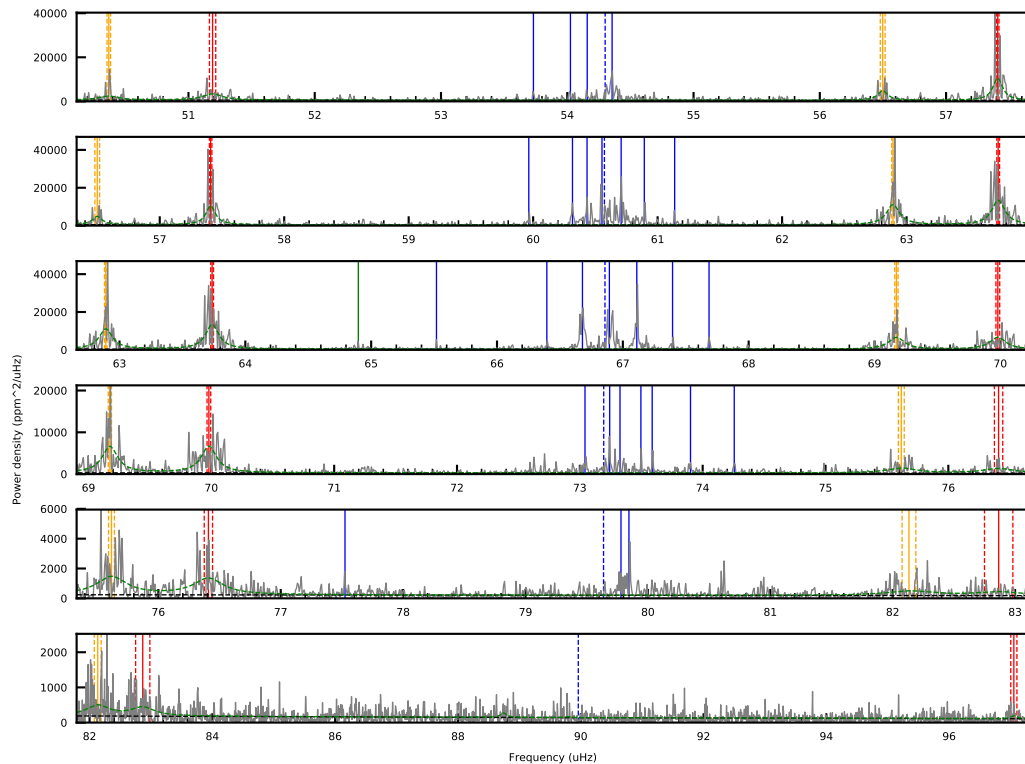 40000
20000
0
51 52 53 54 55 56 57
40000
20000
0
57 58 59 60 61 62 63
40000
20000
0
63 64 65 66 67 68 69 70
Power density (ppm^2/uHz)
20000
10000
0
69 70 71 72 73 74 75 76
6000
4000
2000
0
76 77 78 79 80 81 82 83
2000
1000
0
82 84 86 88 90 92 94 96
Frequency (uHz)